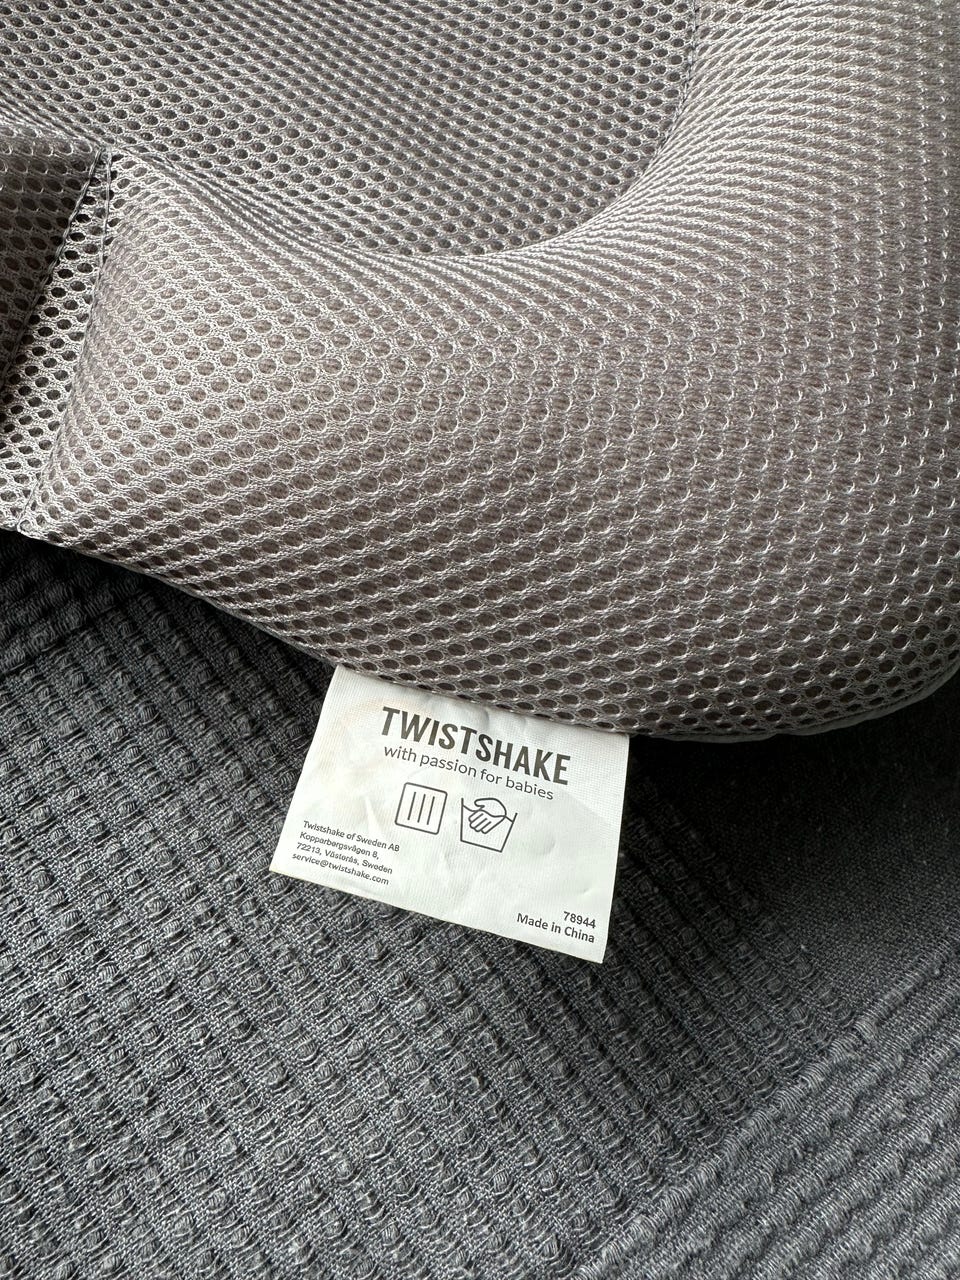 TWISTSHAKE
with passion for babies
Twistshake of Sweden AB
Kopparbergsvägen 8,
72213, Västerås, Sweden
service@twistshake.com
78944
Made in China